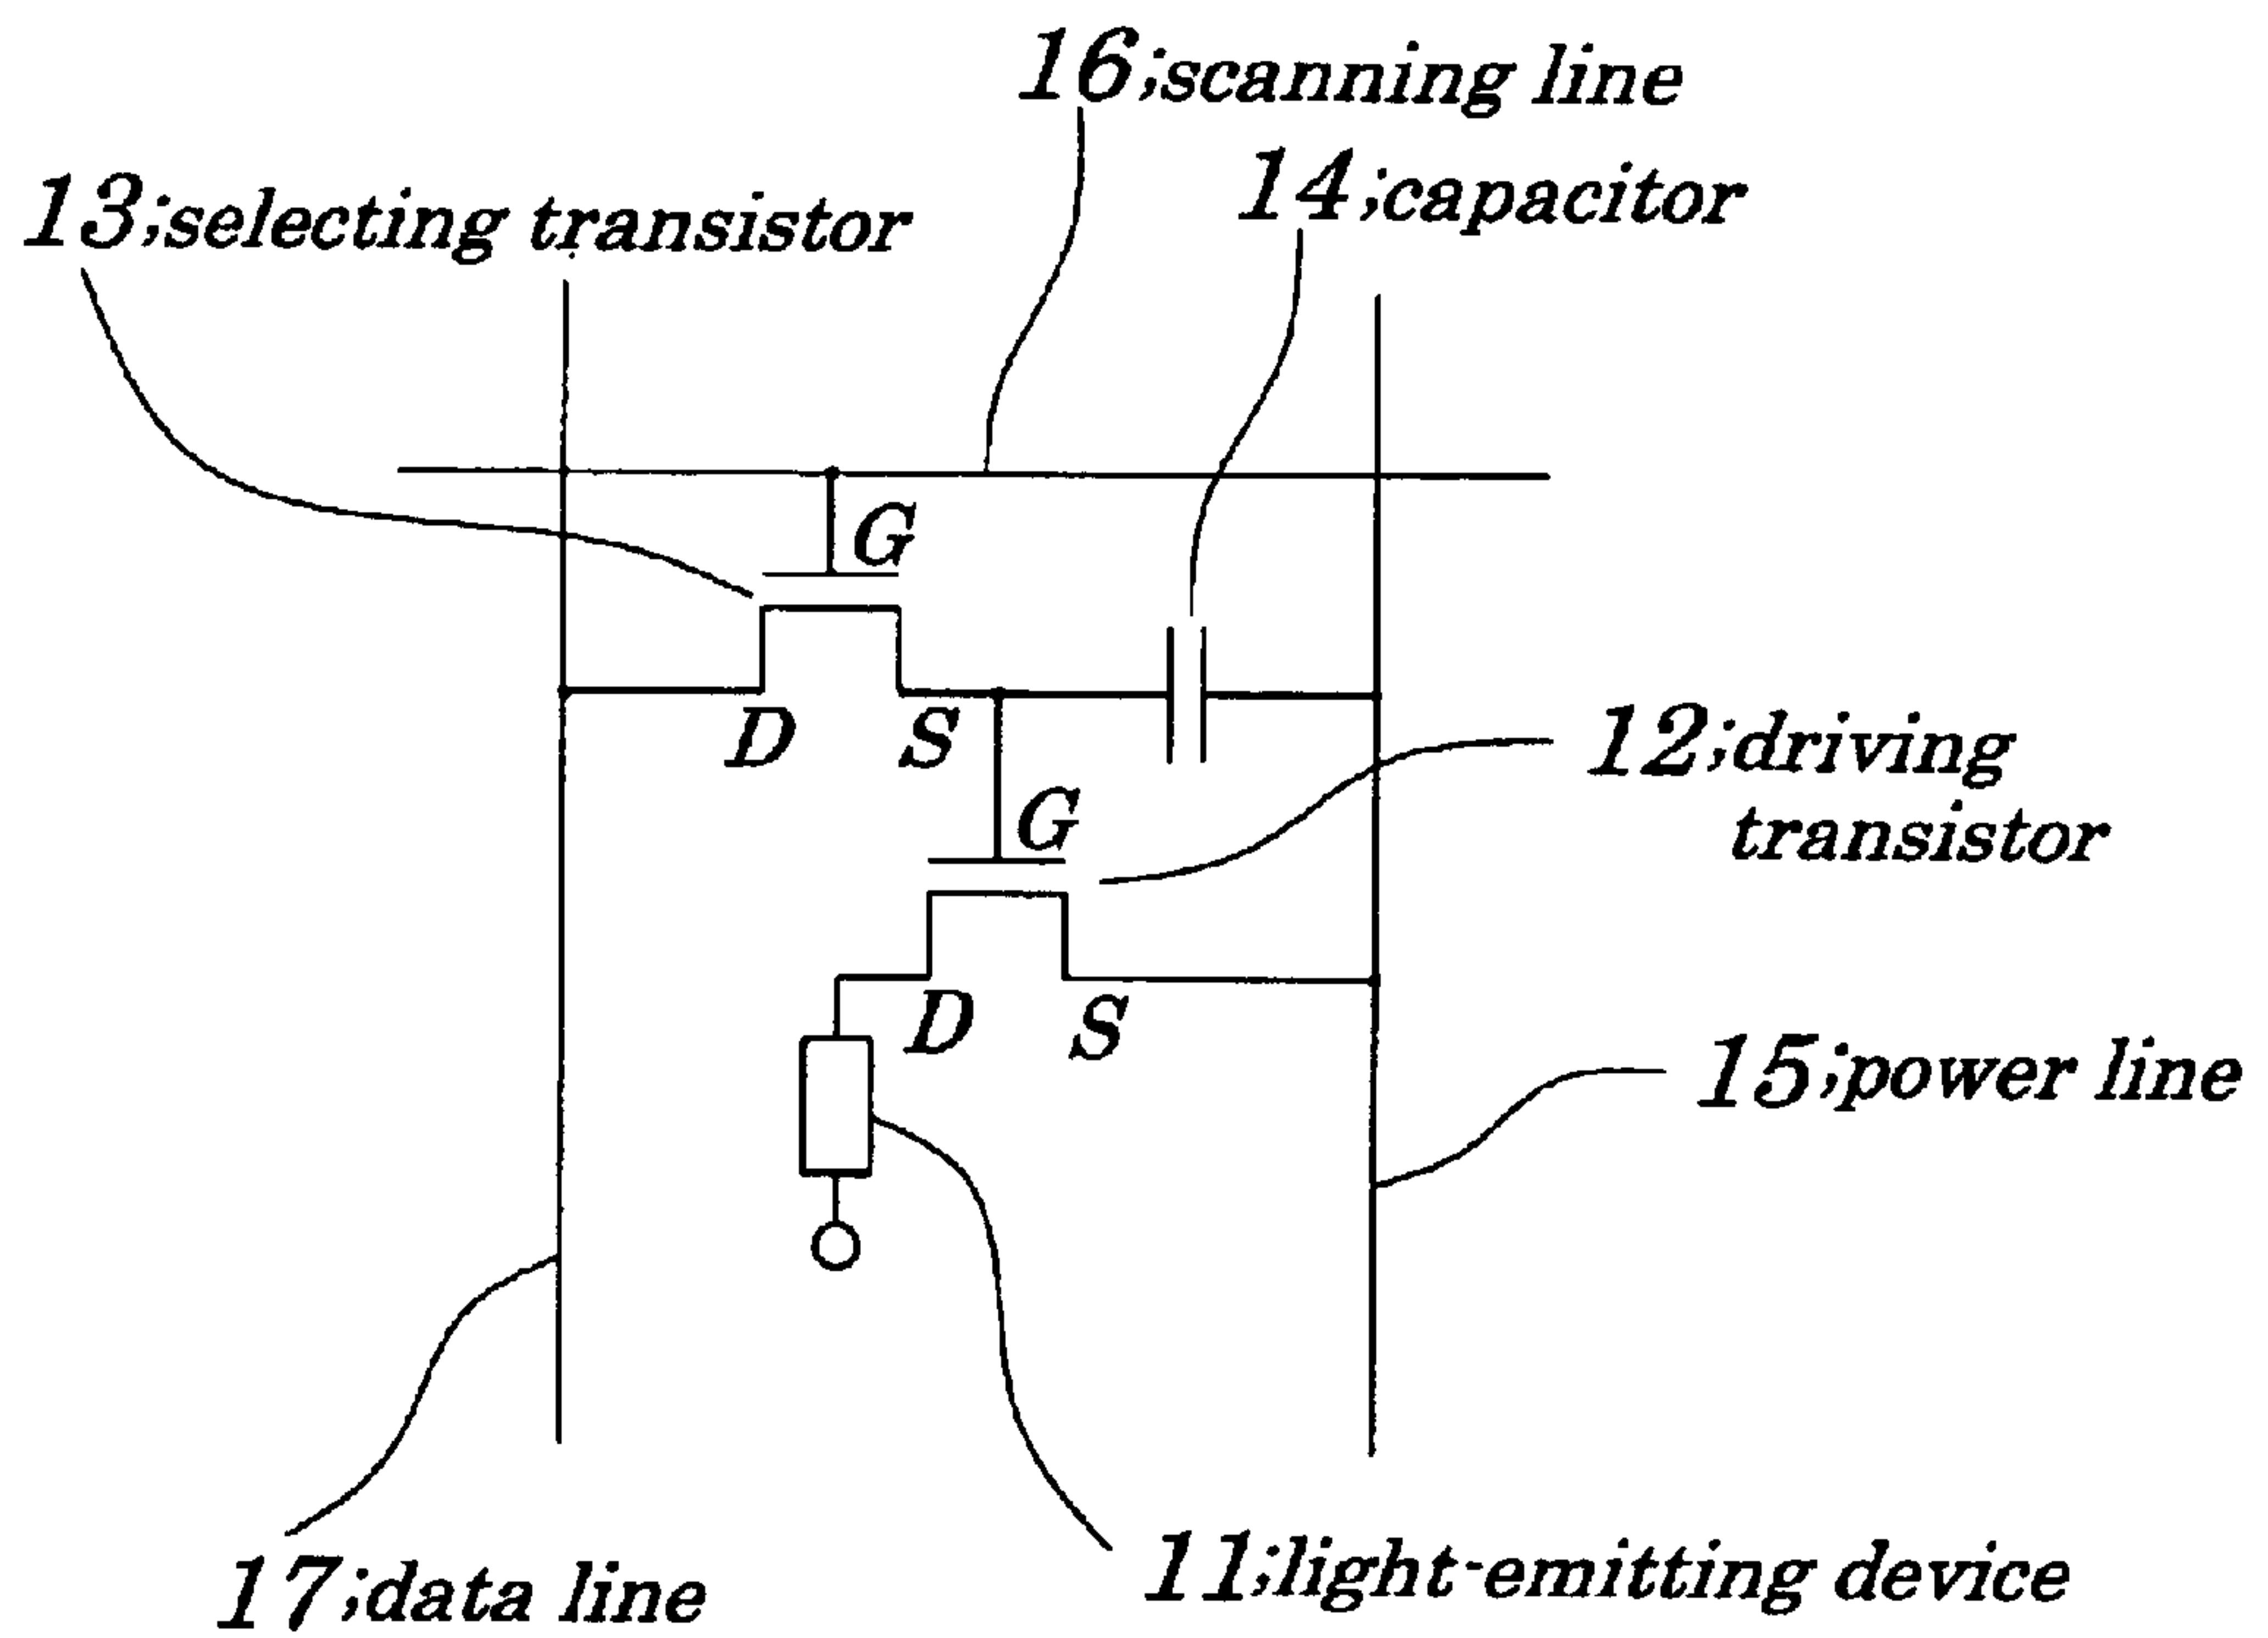 16;scanning line
14;capacitor
13;selecting transistor
G
D
S
12;driving
transistor
G
D
S
15;power line
11;light-emitting device
17;data line